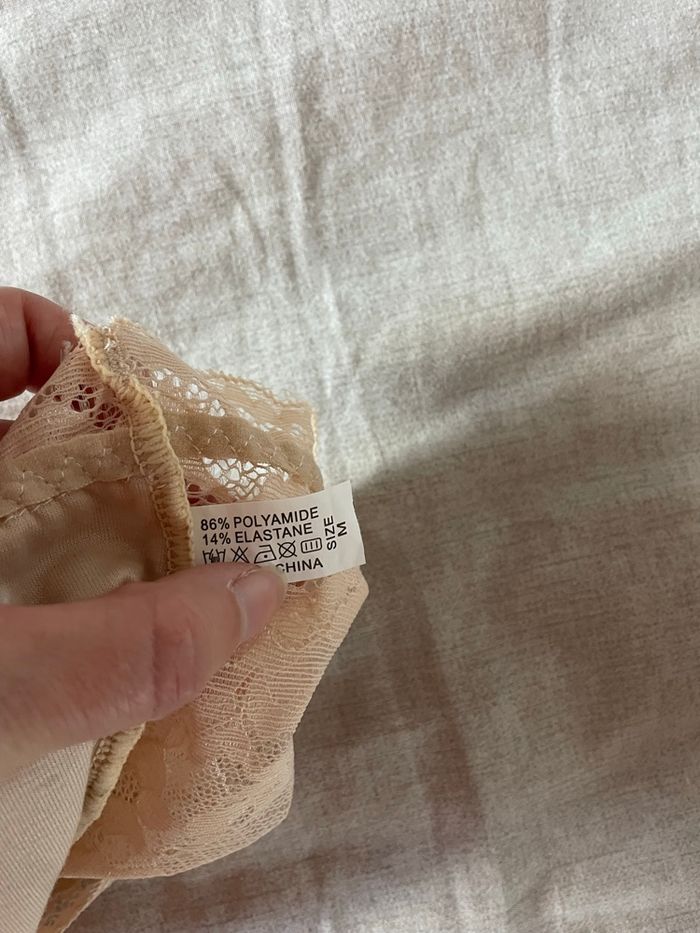 86% POLYAMIDE
14% ELASTANE
CHINA
SIZE
M